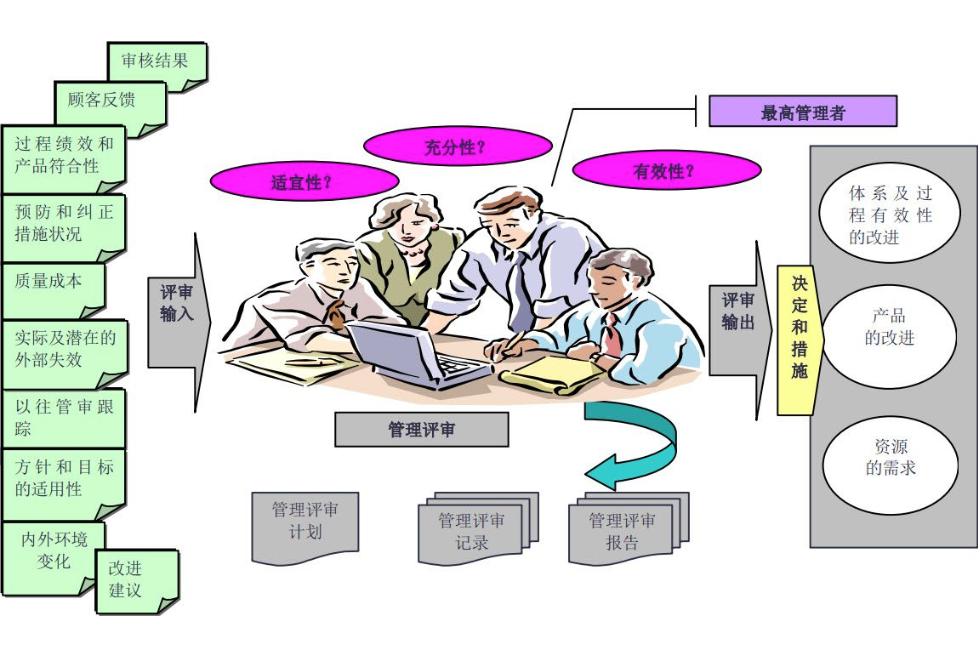 审核结果
顾客反馈
过程绩效和
产品符合性
预防和纠正
措施状况
质量成本
实际及潜在的
外部失效
以往管审跟
踪
方针和目标
的适用性
内外环境
变化
改进
建议
评审
输入
适宜性？
充分性？
有效性？
最高管理者
管理评审
管理评审
计划
管理评审
记录
管理评审
报告
评审
输出
决定和措施
体系及过
程有效性
的改进
产品
的改进
资源
的需求